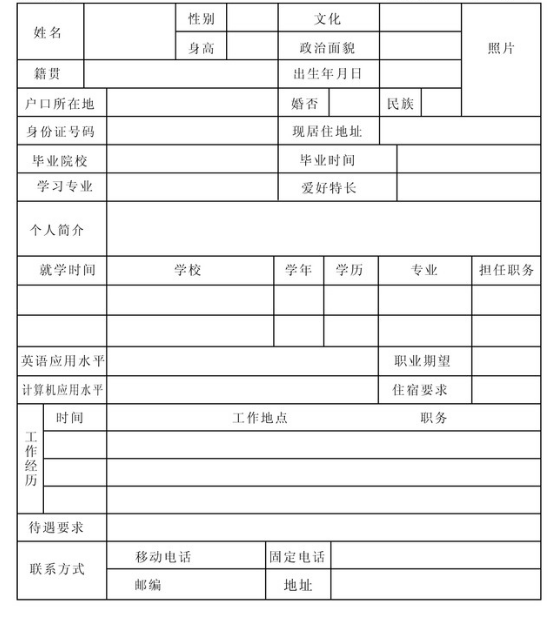 姓名 性别 文化 照片
身高 政治面貌
籍贯 出生年月日
户口所在地 婚否 民族
身份证号码 现居住地址
毕业院校 毕业时间
学习专业 爱好特长
个人简介
就学时间 学校 学年 学历 专业 担任职务
英语应用水平 职业期望
计算机应用水平 住宿要求
工作经历 时间 工作地点 职务
待遇要求
联系方式 移动电话 固定电话
邮编 地址